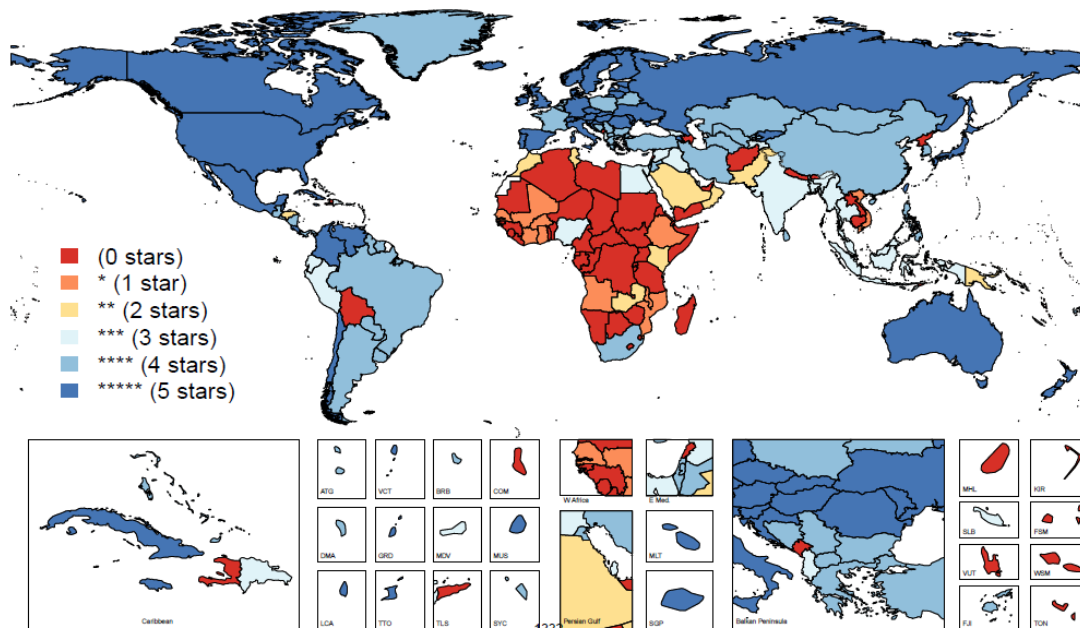 (0 stars)
* (1 star)
** (2 stars)
*** (3 stars)
**** (4 stars)
***** (5 stars)
Caribbean
ATG
VCT
BRB
COM
DMA
GRD
MDV
MUS
LCA
TTO
TLS
SYC
W Africa
E Med.
Persian Gulf
MLT
SGP
Balkan Peninsula
MHL
KIR
SLB
FSM
VUT
WSM
FJI
TON